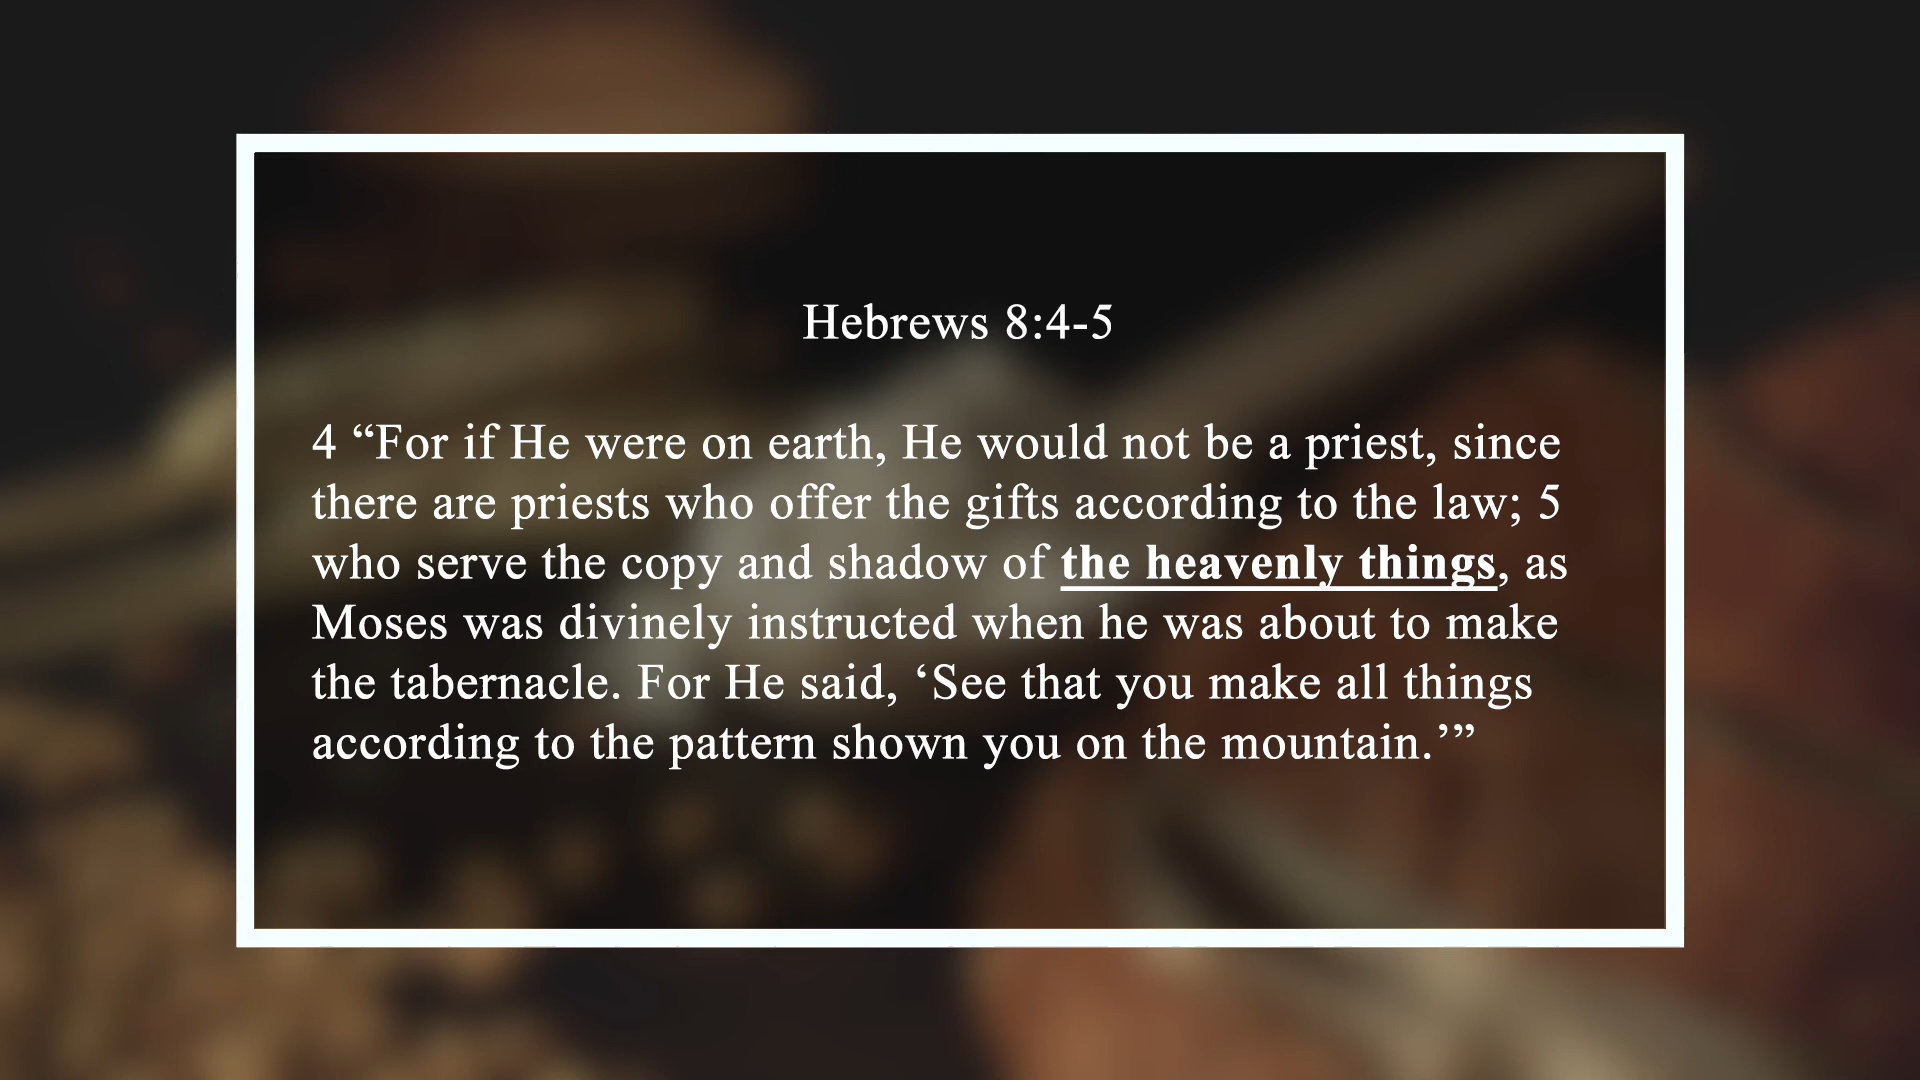 Hebrews 8:4-5
4 “For if He were on earth, He would not be a priest, since
there are priests who offer the gifts according to the law; 5
who serve the copy and shadow of the heavenly things, as
Moses was divinely instructed when he was about to make
the tabernacle. For He said, ‘See that you make all things
according to the pattern shown you on the mountain.’”